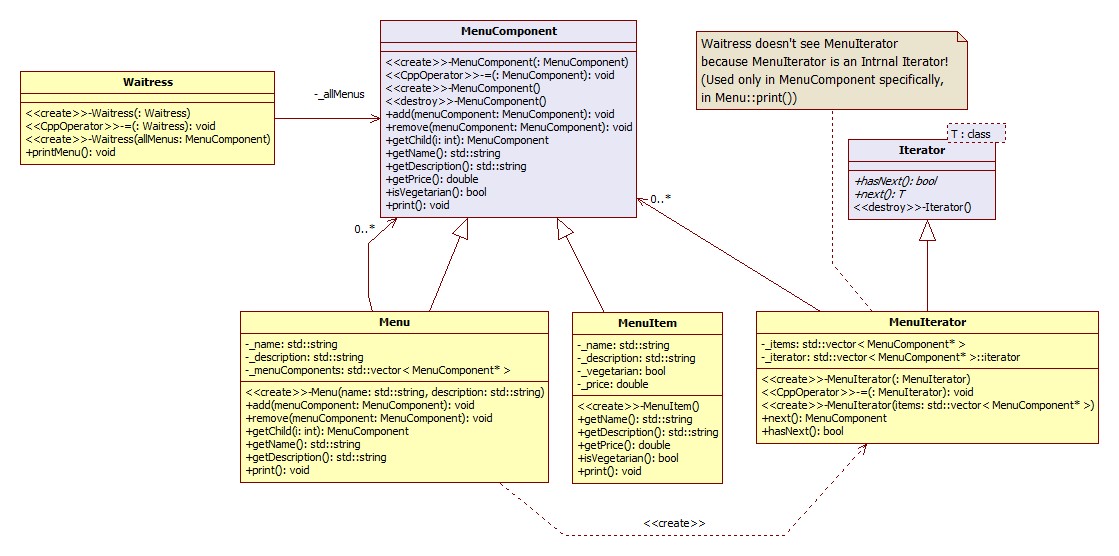 MenuComponent
<<create>>-MenuComponent(: MenuComponent)
<<CppOperator>>-=(: MenuComponent): void
<<create>>-MenuComponent()
<<destroy>>-MenuComponent()
+add(menuComponent: MenuComponent): void
+remove(menuComponent: MenuComponent): void
+getChild(i: int): MenuComponent
+getName(): std::string
+getDescription(): std::string
+getPrice(): double
+isVegetarian(): bool
+print(): void
Waitress
<<create>>-Waitress(: Waitress)
<<CppOperator>>-=(: Waitress): void
<<create>>-Waitress(allMenus: MenuComponent)
+printMenu(): void
-_allMenus
Waitress doesn't see MenuIterator
because MenuIterator is an Intrnal Iterator!
(Used only in MenuComponent specifically,
in Menu::print())
T : class
Iterator
+hasNext(): bool
+next(): T
<<destroy>>-Iterator()
0..*
0..*
Menu
-_name: std::string
-_description: std::string
-_menuComponents: std::vector< MenuComponent* >
<<create>>-Menu(name: std::string, description: std::string)
+add(menuComponent: MenuComponent): void
+remove(menuComponent: MenuComponent): void
+getChild(i: int): MenuComponent
+getName(): std::string
+getDescription(): std::string
+print(): void
MenuItem
-_name: std::string
-_description: std::string
-_vegetarian: bool
-_price: double
<<create>>-MenuItem()
+getName(): std::string
+getDescription(): std::string
+getPrice(): double
+isVegetarian(): bool
+print(): void
MenuIterator
-_items: std::vector< MenuComponent* >
-_iterator: std::vector< MenuComponent* >::iterator
<<create>>-MenuIterator(: MenuIterator)
<<CppOperator>>-=(: MenuIterator): void
<<create>>-MenuIterator(items: std::vector< MenuComponent* >)
+next(): MenuComponent
+hasNext(): bool
<<create>>